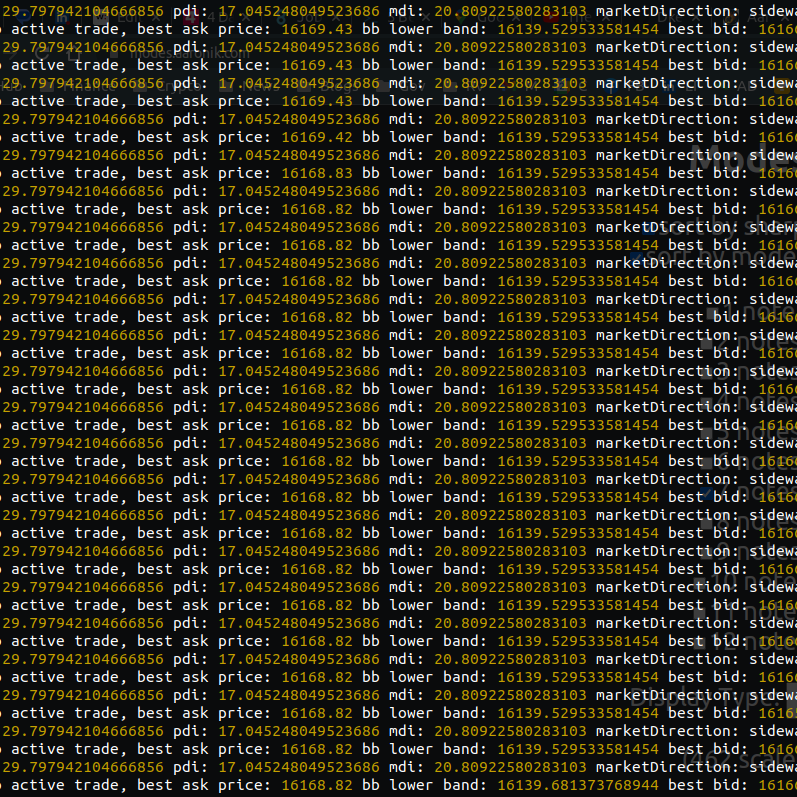 29.797942104666856 pdi: 17.045248049523686 mdi: 20.80922580283103 marketDirection: sidewa
active trade, best ask price: 16169.43 bb lower band: 16139.529533581454 best bid: 1616
29.797942104666856 pdi: 17.045248049523686 mdi: 20.80922580283103 marketDirection: sidewa
active trade, best ask price: 16169.43 bb lower band: 16139.529533581454 best bid: 1616
29.797942104666856 pdi: 17.045248049523686 mdi: 20.80922580283103 marketDirection: sidewa
active trade, best ask price: 16169.43 bb lower band: 16139.529533581454 best bid: 1616
29.797942104666856 pdi: 17.045248049523686 mdi: 20.80922580283103 marketDirection: sidewa
active trade, best ask price: 16169.42 bb lower band: 16139.529533581454 best bid: 1616
29.797942104666856 pdi: 17.045248049523686 mdi: 20.80922580283103 marketDirection: sidewa
active trade, best ask price: 16168.83 bb lower band: 16139.529533581454 best bid: 1616
29.797942104666856 pdi: 17.045248049523686 mdi: 20.80922580283103 marketDirection: sidewa
active trade, best ask price: 16168.82 bb lower band: 16139.529533581454 best bid: 1616
29.797942104666856 pdi: 17.045248049523686 mdi: 20.80922580283103 marketDirection: sidewa
active trade, best ask price: 16168.82 bb lower band: 16139.529533581454 best bid: 1616
29.797942104666856 pdi: 17.045248049523686 mdi: 20.80922580283103 marketDirection: sidewa
active trade, best ask price: 16168.82 bb lower band: 16139.529533581454 best bid: 1616
29.797942104666856 pdi: 17.045248049523686 mdi: 20.80922580283103 marketDirection: sidewa
active trade, best ask price: 16168.82 bb lower band: 16139.529533581454 best bid: 1616
29.797942104666856 pdi: 17.045248049523686 mdi: 20.80922580283103 marketDirection: sidewa
active trade, best ask price: 16168.82 bb lower band: 16139.529533581454 best bid: 1616
29.797942104666856 pdi: 17.045248049523686 mdi: 20.80922580283103 marketDirection: sidewa
active trade, best ask price: 16168.82 bb lower band: 16139.529533581454 best bid: 1616
29.797942104666856 pdi: 17.045248049523686 mdi: 20.80922580283103 marketDirection: sidewa
active trade, best ask price: 16168.82 bb lower band: 16139.529533581454 best bid: 1616
29.797942104666856 pdi: 17.045248049523686 mdi: 20.80922580283103 marketDirection: sidewa
active trade, best ask price: 16168.82 bb lower band: 16139.529533581454 best bid: 1616
29.797942104666856 pdi: 17.045248049523686 mdi: 20.80922580283103 marketDirection: sidewa
active trade, best ask price: 16168.82 bb lower band: 16139.529533581454 best bid: 1616
29.797942104666856 pdi: 17.045248049523686 mdi: 20.80922580283103 marketDirection: sidewa
active trade, best ask price: 16168.82 bb lower band: 16139.529533581454 best bid: 1616
29.797942104666856 pdi: 17.045248049523686 mdi: 20.80922580283103 marketDirection: sidewa
active trade, best ask price: 16168.82 bb lower band: 16139.529533581454 best bid: 1616
29.797942104666856 pdi: 17.045248049523686 mdi: 20.80922580283103 marketDirection: sidewa
active trade, best ask price: 16168.82 bb lower band: 16139.529533581454 best bid: 1616
29.797942104666856 pdi: 17.045248049523686 mdi: 20.80922580283103 marketDirection: sidewa
active trade, best ask price: 16168.82 bb lower band: 16139.529533581454 best bid: 1616
29.797942104666856 pdi: 17.045248049523686 mdi: 20.80922580283103 marketDirection: sidewa
active trade, best ask price: 16168.82 bb lower band: 16139.529533581454 best bid: 1616
29.797942104666856 pdi: 17.045248049523686 mdi: 20.80922580283103 marketDirection: sidewa
active trade, best ask price: 16168.82 bb lower band: 16139.529533581454 best bid: 1616
29.797942104666856 pdi: 17.045248049523686 mdi: 20.80922580283103 marketDirection: sidewa
active trade, best ask price: 16168.82 bb lower band: 16139.529533581454 best bid: 1616
29.797942104666856 pdi: 17.045248049523686 mdi: 20.80922580283103 marketDirection: sidewa
active trade, best ask price: 16168.82 bb lower band: 16139.681373768944 best bid: 1616